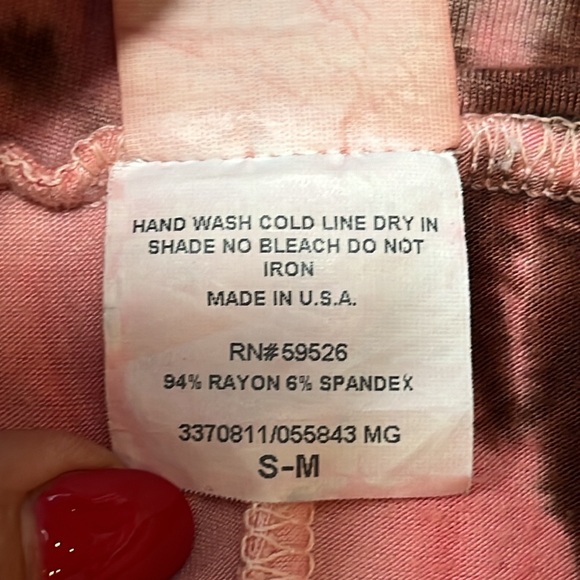 HAND WASH COLD LINE DRY IN
SHADE NO BLEACH DO NOT
IRON
MADE IN U.S.A.
RN#59526
94% RAYON 6% SPANDEX
3370811/055843 MG
S-M